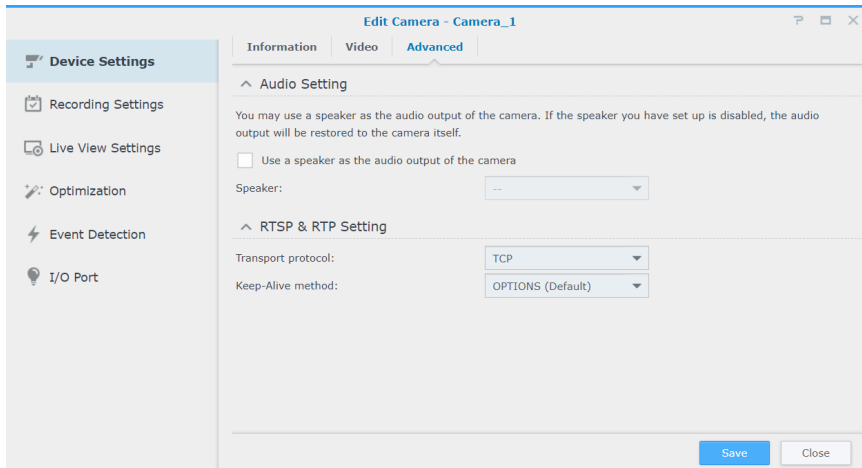 Edit Camera - Camera_1
Device Settings
Recording Settings
Live View Settings
Optimization
Event Detection
I/O Port
Information Video Advanced
Audio Setting
You may use a speaker as the audio output of the camera. If the speaker you have set up is disabled, the audio
output will be restored to the camera itself.
Use a speaker as the audio output of the camera
Speaker: --
RTSP & RTP Setting
Transport protocol: TCP
Keep-Alive method: OPTIONS (Default)
Save Close